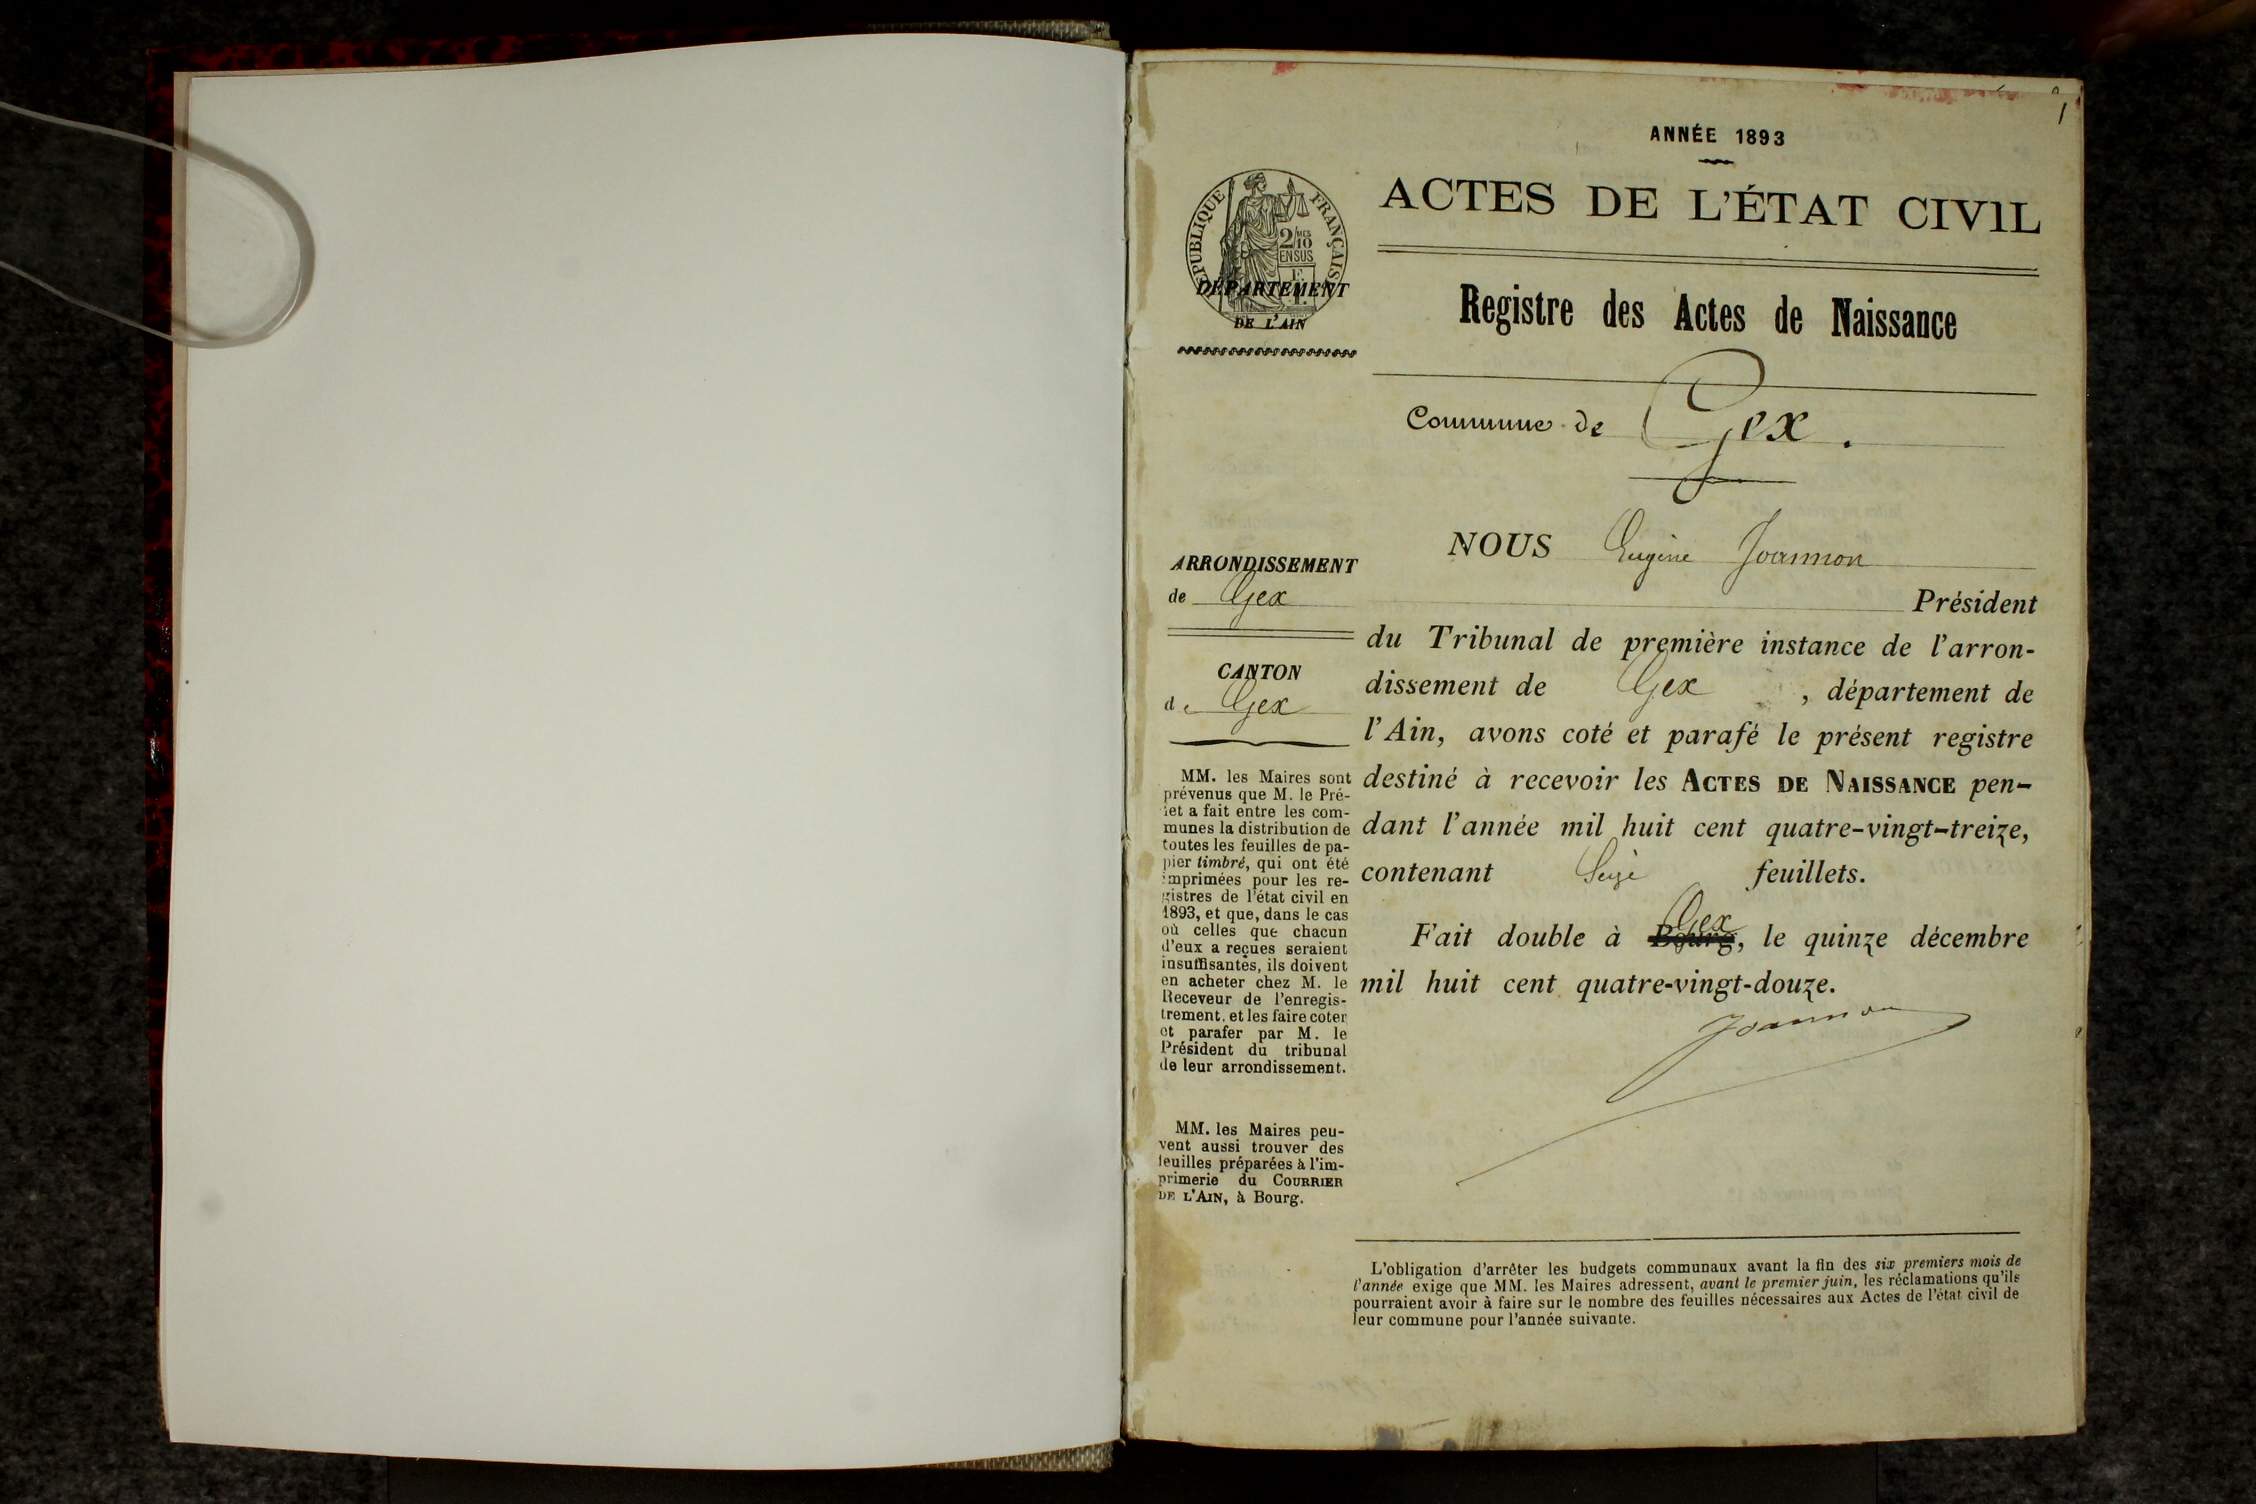 1
ANNÉE 1893
ACTES DE L'ÉTAT CIVIL
RÉPUBLIQUE FRANÇAISE
2/10 MES
EN SUS
DÉPARTEMENT
DE L'AIN
Registre des Actes de Naissance
Commune de Gex.
ARRONDISSEMENT
de Gex
CANTON
de Gex
MM. les Maires sont
prévenus que M. le Pré-
fet a fait entre les com-
munes la distribution de
toutes les feuilles de pa-
pier timbré, qui ont été
imprimées pour les re-
gistres de l'état civil en
1893, et que, dans le cas
où celles que chacun
d'eux a reçues seraient
insuffisantes, ils doivent
en acheter chez M. le
Receveur de l'enregis-
trement, et les faire coter
et parafer par M. le
Président du tribunal
de leur arrondissement.
MM. les Maires peu-
vent aussi trouver des
feuilles préparées à l'im-
primerie du COURRIER
DE L'AIN, à Bourg.
NOUS Eugène Joannon
Président
du Tribunal de première instance de l'arron-
dissement de Gex, département de
l'Ain, avons coté et parafé le présent registre
destiné à recevoir les ACTES DE NAISSANCE pen-
dant l'année mil huit cent quatre-vingt-treize,
contenant Seize feuillets.
Gex
Fait double à Bourg, le quinze décembre
mil huit cent quatre-vingt-douze.
Joannon
L'obligation d'arrêter les budgets communaux avant la fin des six premiers mois de
l'année exige que MM. les Maires adressent, avant le premier juin, les réclamations qu'ils
pourraient avoir à faire sur le nombre des feuilles nécessaires aux Actes de l'état civil de
leur commune pour l'année suivante.